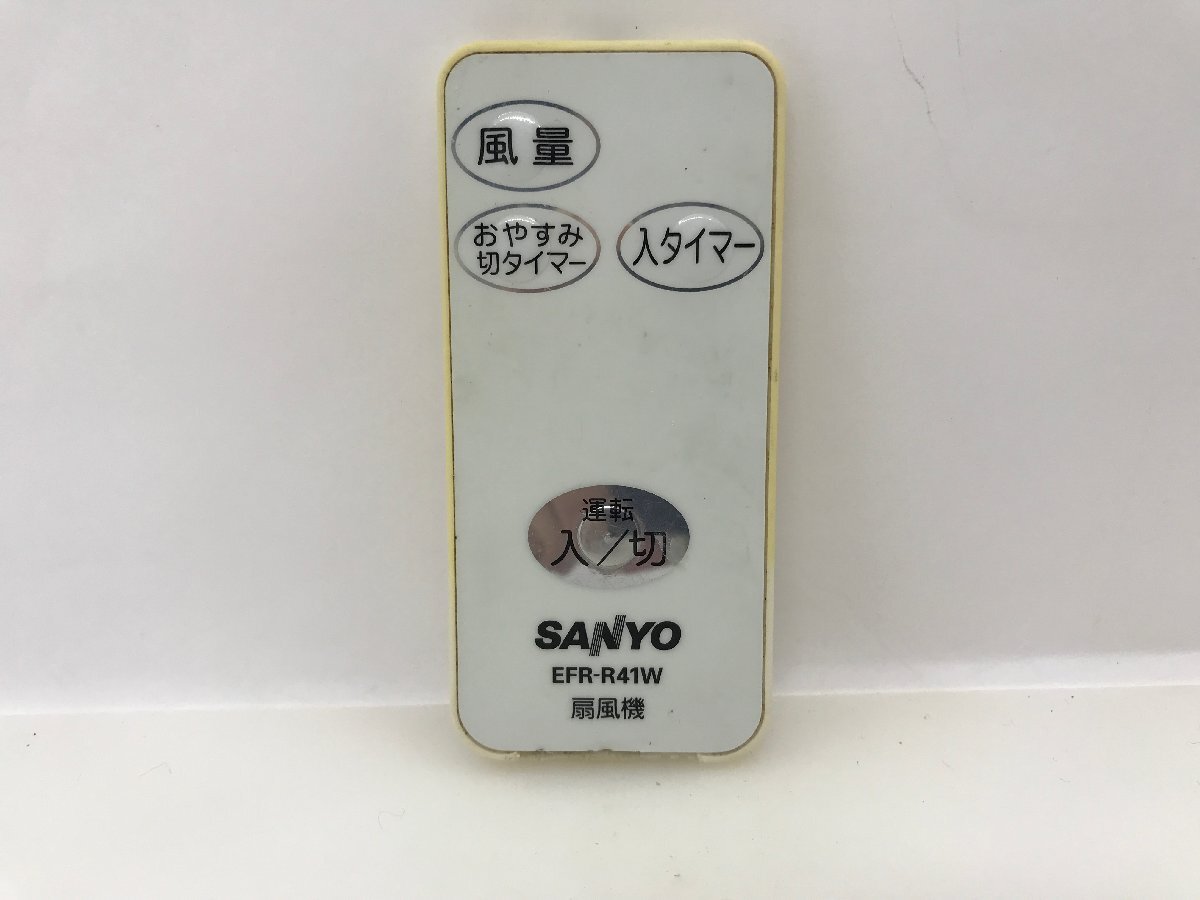 風量
おやすみ
切タイマー
入タイマー
運転
入／切
SANYO
EFR-R41W
扇風機